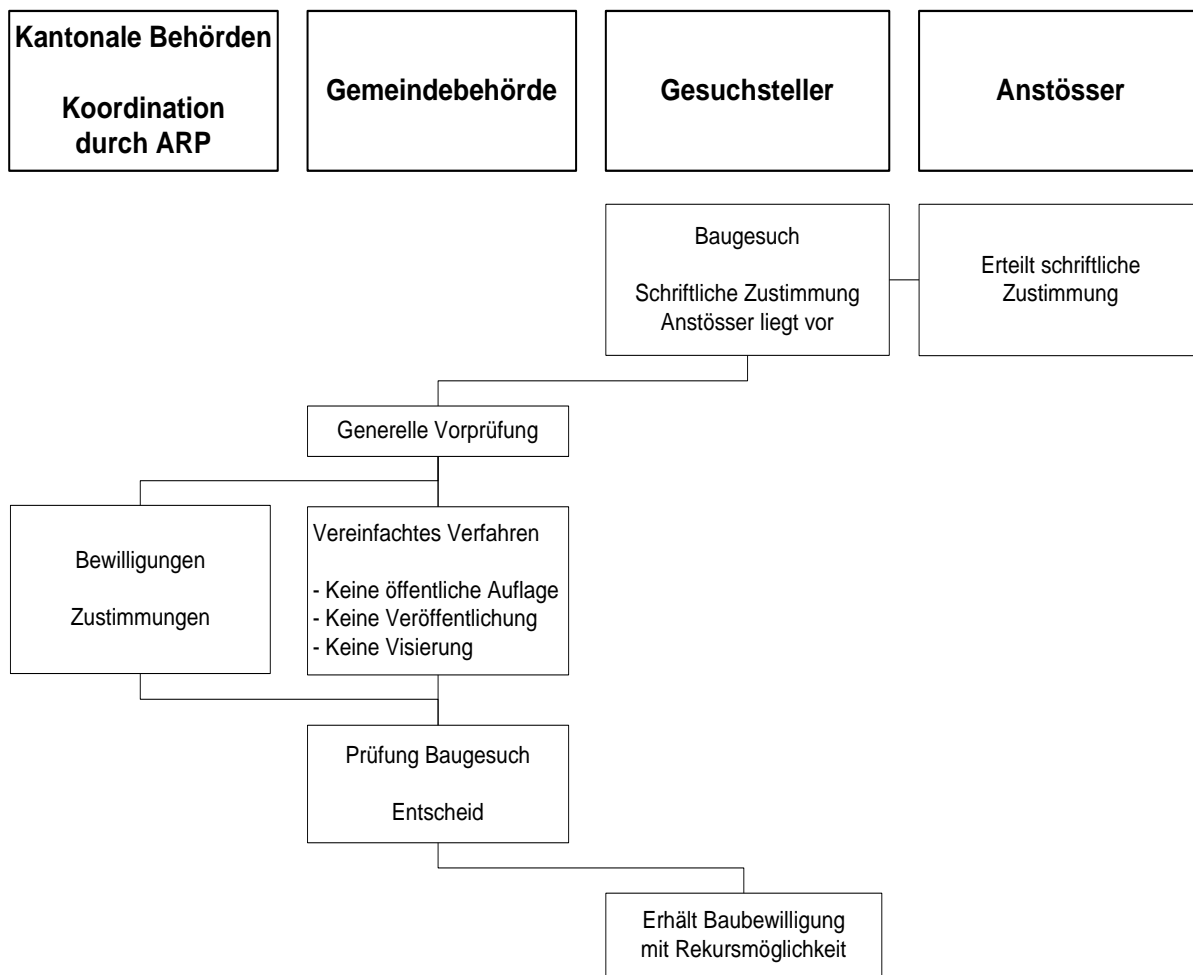 Kantonale Behörden
Koordination
durch ARP
Gemeindebehörde
Gesuchsteller
Anstösser
Baugesuch
Schriftliche Zustimmung
Anstösser liegt vor
Erteilt schriftliche
Zustimmung
Generelle Vorprüfung
Bewilligungen
Zustimmungen
Vereinfachtes Verfahren
- Keine öffentliche Auflage
- Keine Veröffentlichung
- Keine Visierung
Prüfung Baugesuch
Entscheid
Erhält Baubewilligung
mit Rekursmöglichkeit